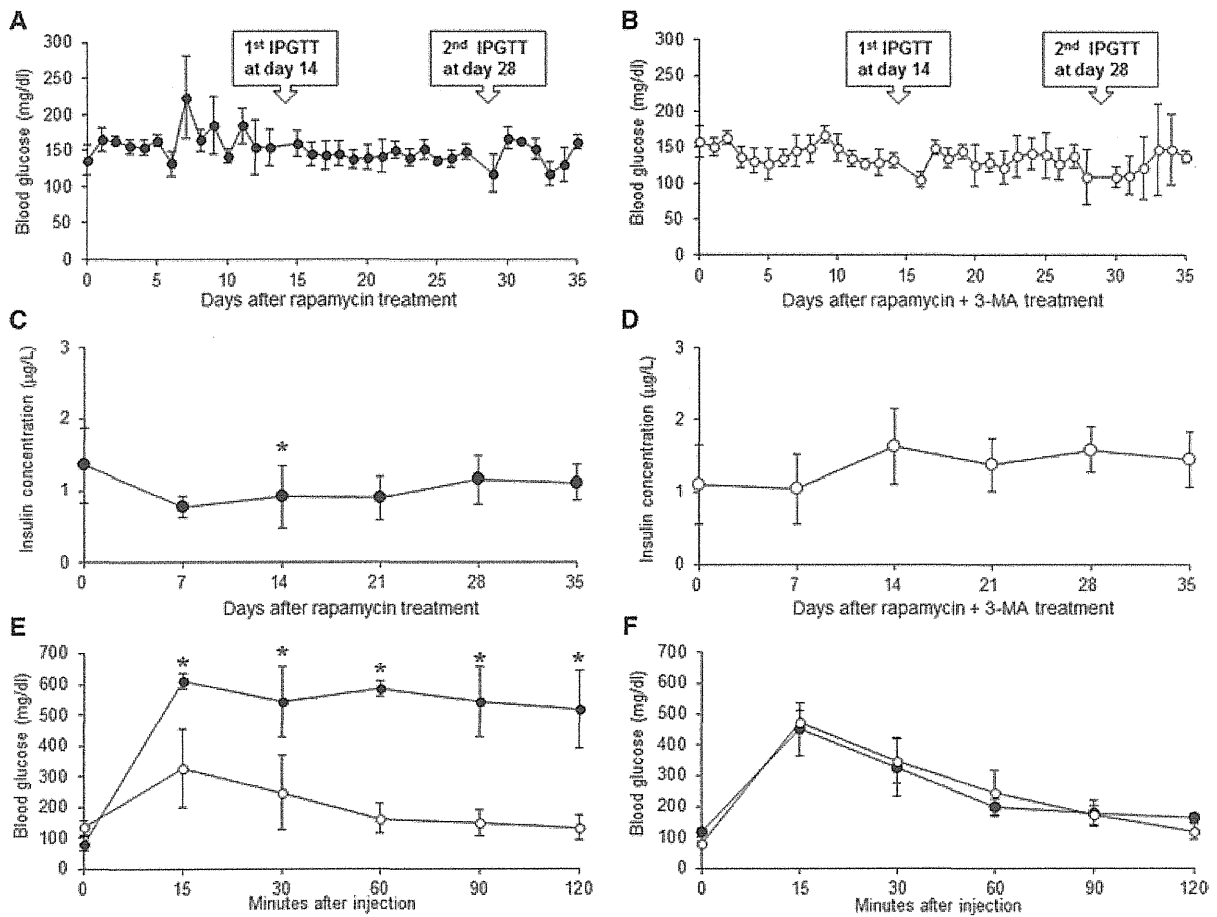 A
Blood glucose (mg/dl)
300
250
200
150
100
50
0
1st IPGTT
at day 14
2nd IPGTT
at day 28
0 5 10 15 20 25 30 35
Days after rapamycin treatment
B
Blood glucose (mg/dl)
300
250
200
150
100
50
0
1st IPGTT
at day 14
2nd IPGTT
at day 28
0 5 10 15 20 25 30 35
Days after rapamycin + 3-MA treatment
C
Insulin concentration (µg/L)
3
2
1
0
*
0 7 14 21 28 35
Days after rapamycin treatment
D
Insulin concentration (µg/L)
3
2
1
0
0 7 14 21 28 35
Days after rapamycin + 3-MA treatment
E
Blood glucose (mg/dl)
700
600
500
400
300
200
100
0
* * * * *
0 15 30 60 90 120
Minutes after injection
F
Blood glucose (mg/dl)
700
600
500
400
300
200
100
0
0 15 30 60 90 120
Minutes after injection